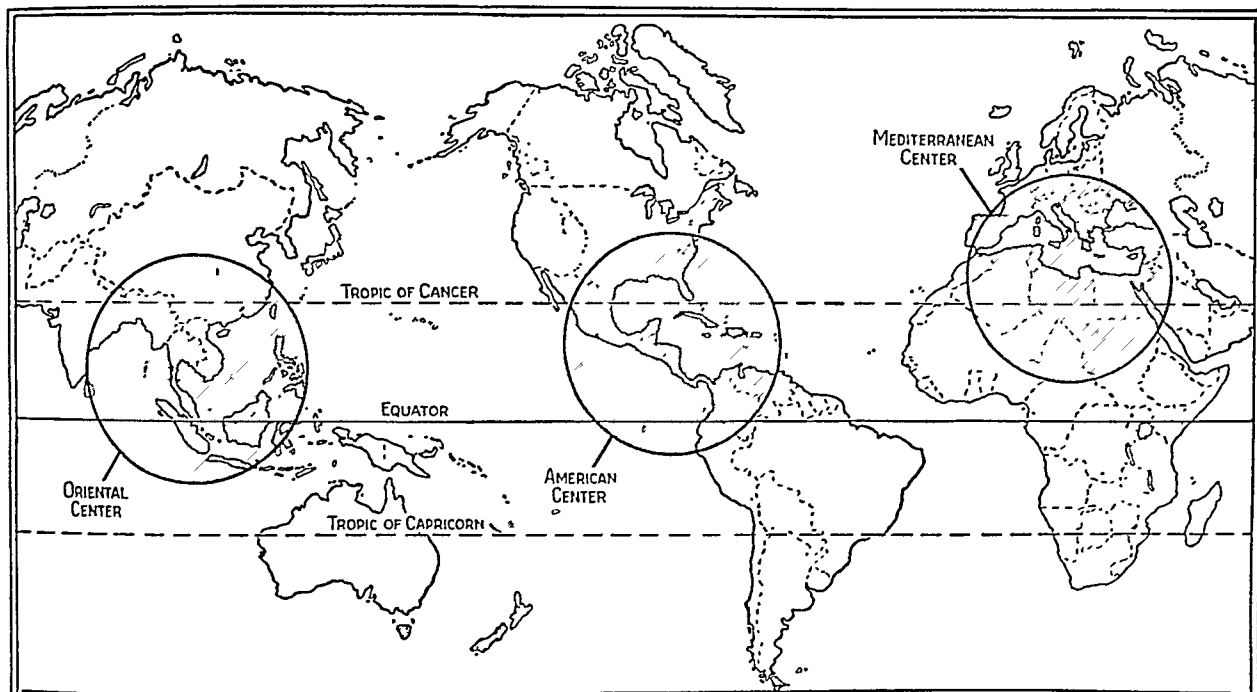 MEDITERRANEAN
CENTER
TROPIC OF CANCER
EQUATOR
ORIENTAL
CENTER
AMERICAN
CENTER
TROPIC OF CAPRICORN